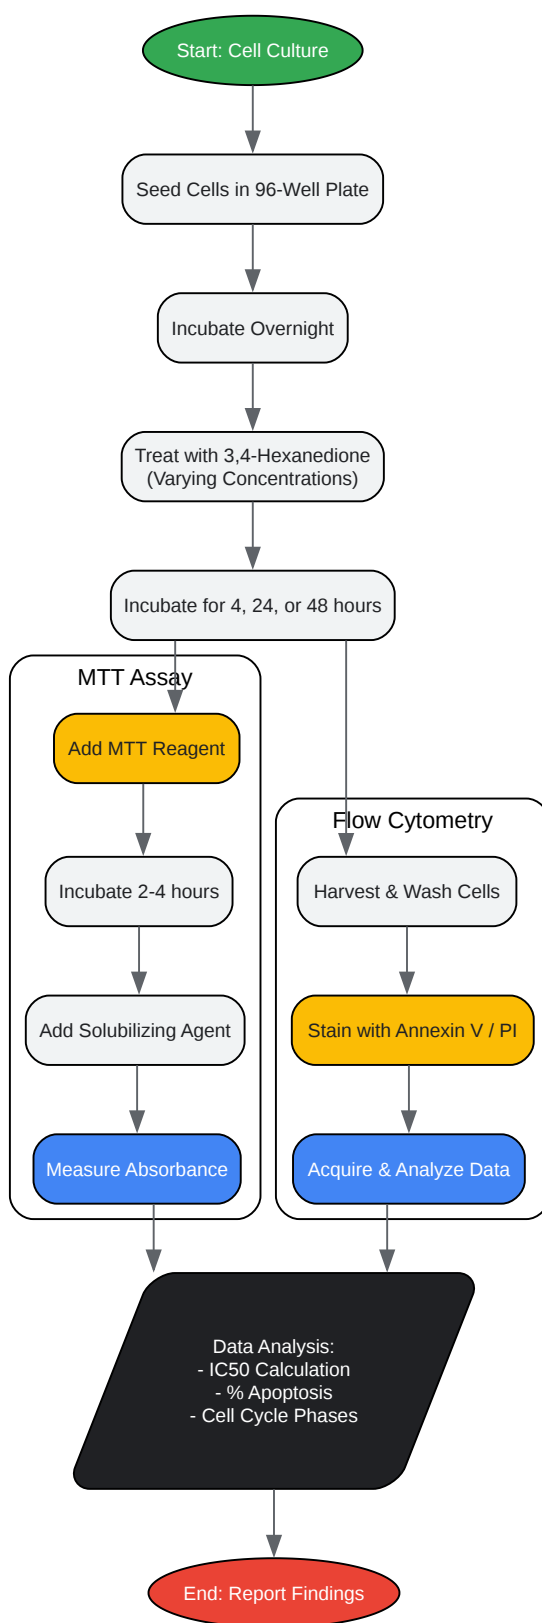 Start: Cell Culture
Seed Cells in 96-Well Plate
Incubate Overnight
Treat with 3,4-Hexanedione
(Varying Concentrations)
Incubate for 4, 24, or 48 hours
MTT Assay
Add MTT Reagent
Incubate 2-4 hours
Add Solubilizing Agent
Measure Absorbance
Flow Cytometry
Harvest & Wash Cells
Stain with Annexin V / PI
Acquire & Analyze Data
Data Analysis:
- IC50 Calculation
- % Apoptosis
- Cell Cycle Phases
End: Report Findings